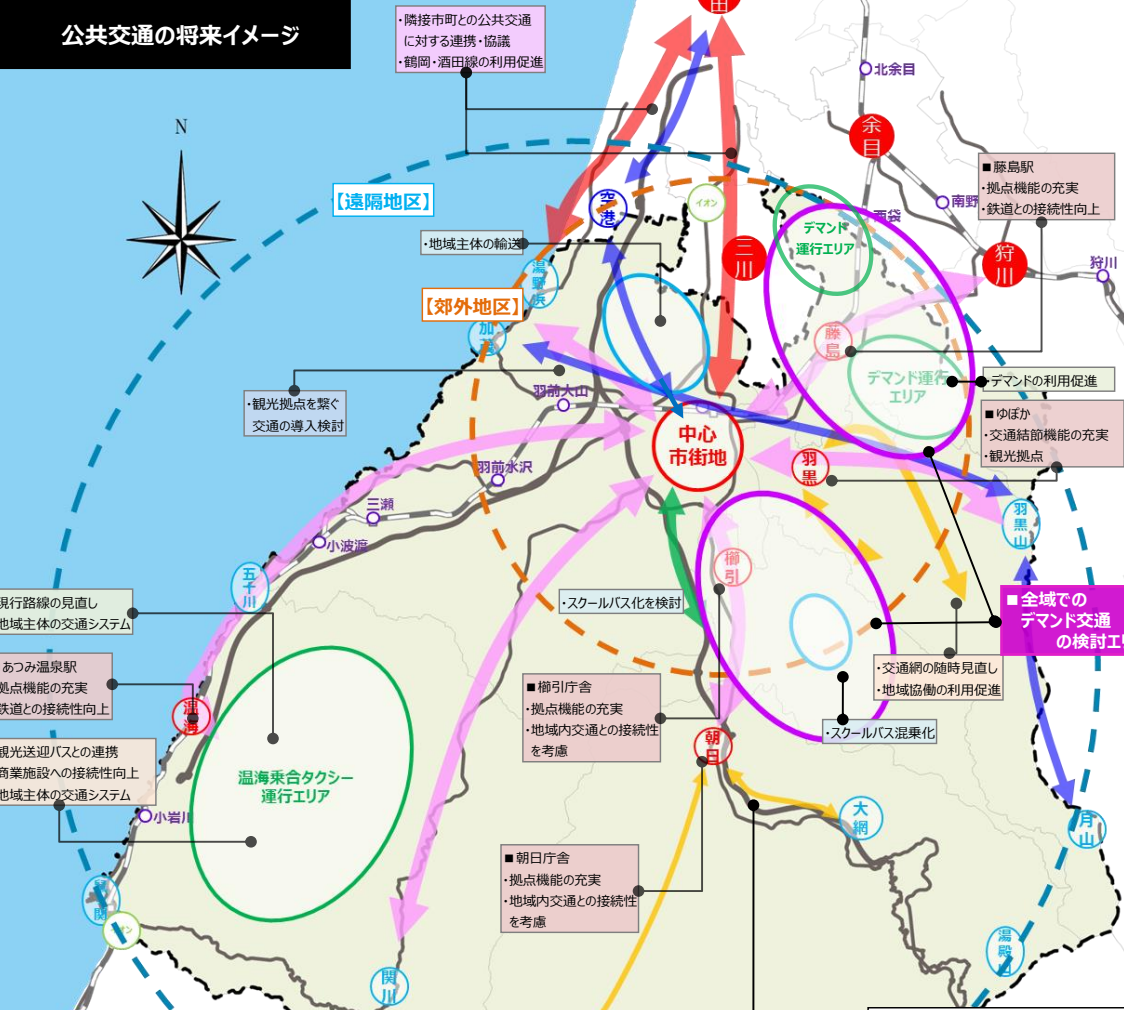 公共交通の将来イメージ
・隣接市町との公共交通
に対する連携・協議
・鶴岡・酒田線の利用促進
田
北余目
余目
N
【遠隔地区】
空港
イオン
■藤島駅
・拠点機能の充実
・鉄道との接続性向上
南野
西袋
デマンド
運行エリア
・地域主体の輸送
三川
狩川
狩川
湯野浜
【郊外地区】
加茂
藤島
デマンド運行
エリア
・デマンドの利用促進
・観光拠点を繋ぐ
交通の導入検討
羽前大山
■ゆぽか
・交通結節機能の充実
・観光拠点
中心
市街地
羽黒
羽前水沢
三瀬
羽黒山
小波渡
櫛引
五十川
・スクールバス化を検討
■全域での
デマンド交通
の検討エリ
現行路線の見直し
地域主体の交通システム
・交通網の随時見直し
・地域協働の利用促進
あつみ温泉駅
拠点機能の充実
鉄道との接続性向上
■櫛引庁舎
・拠点機能の充実
・地域内交通との接続性
を考慮
温海
・スクールバス混乗化
朝日
観光送迎バスとの連携
商業施設への接続性向上
地域主体の交通システム
温海乗合タクシー
運行エリア
小岩川
大網
月山
■朝日庁舎
・拠点機能の充実
・地域内交通との接続性
を考慮
鼠ヶ関
イオン
湯殿山
関川